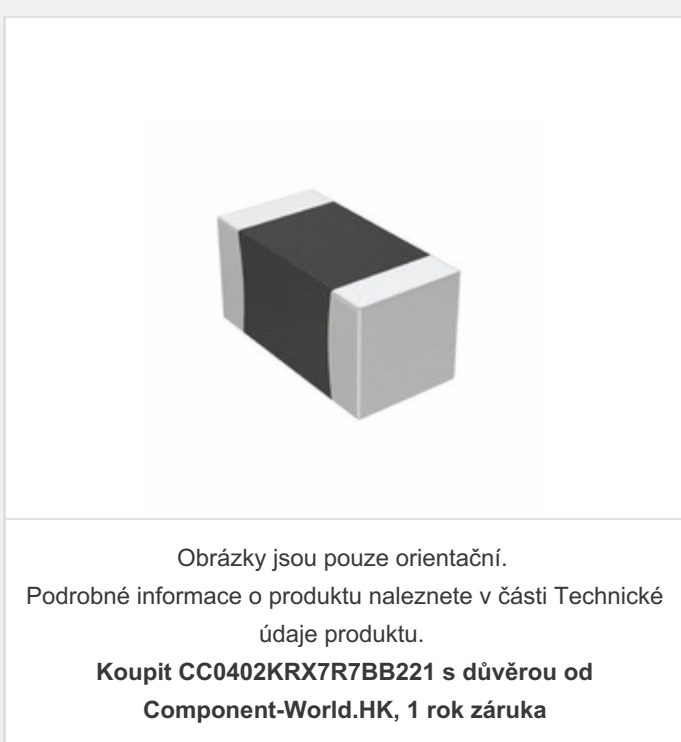 Obrázky jsou pouze orientační.
Podrobné informace o produktu naleznete v části Technické
údaje produktu.
Koupit CC0402KRX7R7BB221 s důvěrou od
Component-World.HK, 1 rok záruka